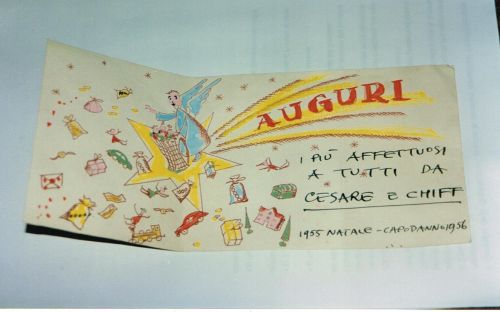 AUGURI
I PIÙ AFFETTUOSI
A TUTTI DA
CESARE E CHIFF
1955 NATALE - CAPODANNO 1956